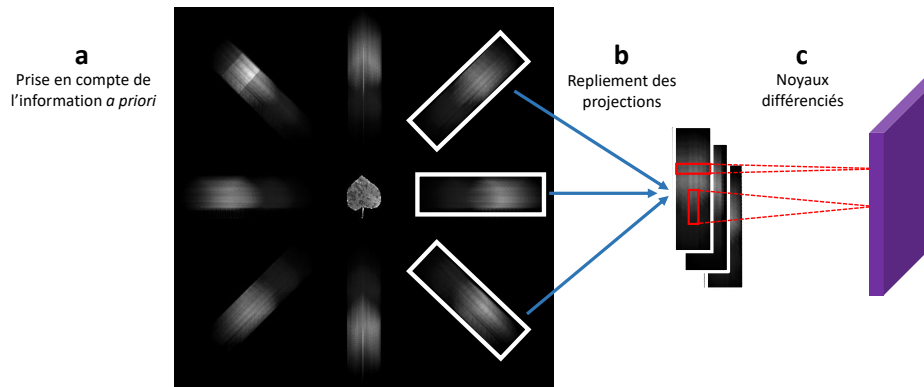 a
Prise en compte de
l'information a priori
b
Repliement des
projections
c
Noyaux
différenciés